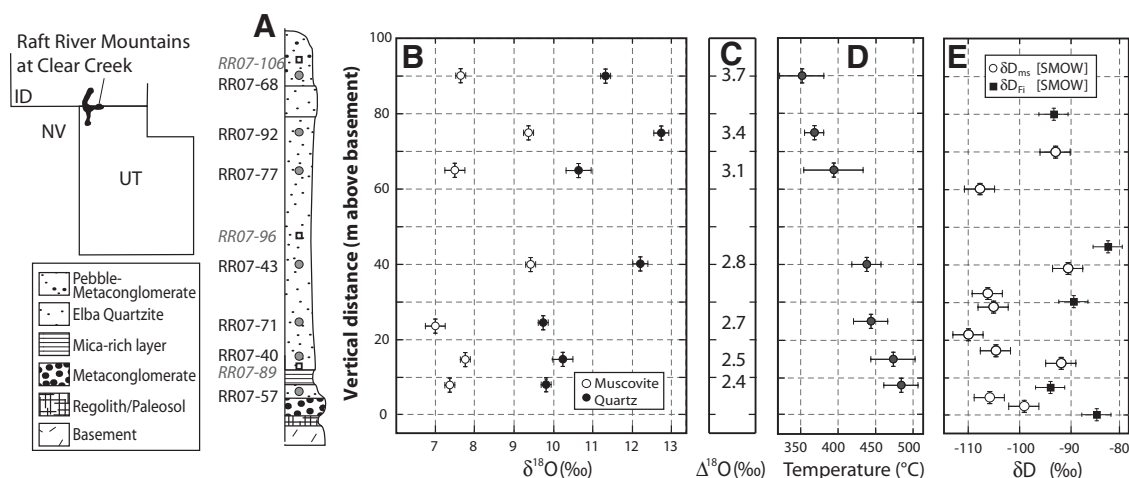 Raft River Mountains
at Clear Creek
ID
NV
UT
Pebble-
Metaconglomerate
Elba Quartzite
Mica-rich layer
Metaconglomerate
Regolith/Paleosol
Basement
A
RR07-106
RR07-68
RR07-92
RR07-77
RR07-96
RR07-43
RR07-71
RR07-40
RR07-89
RR07-57
Vertical distance (m above basement)
100
80
60
40
20
0
B
Muscovite
Quartz
7 8 9 10 11 12 13
δ18O (‰)
C
3.7
3.4
3.1
2.8
2.7
2.5
2.4
Δ18O (‰)
D
350 400 450 500
Temperature (°C)
E
δDms [SMOW]
δDFi [SMOW]
-110 -100 -90 -80
δD (‰)